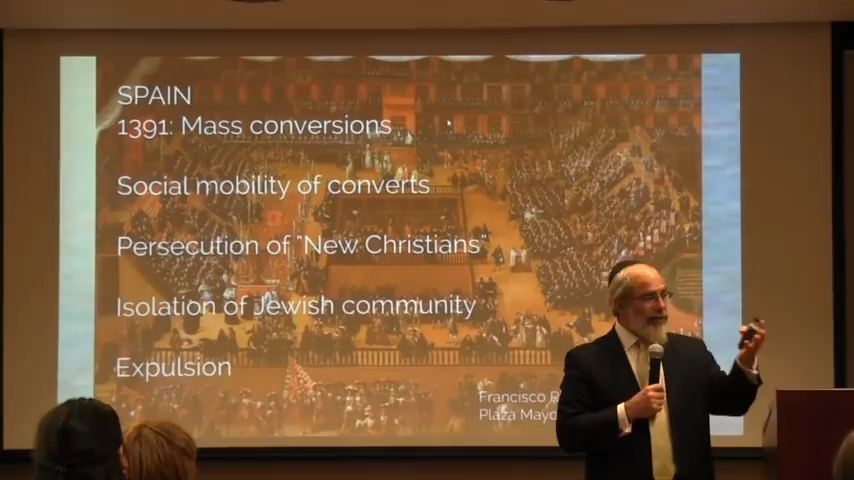 SPAIN
1391: Mass conversions
Social mobility of converts
Persecution of "New Christians"
Isolation of Jewish community
Expulsion
Francisco
Plaza